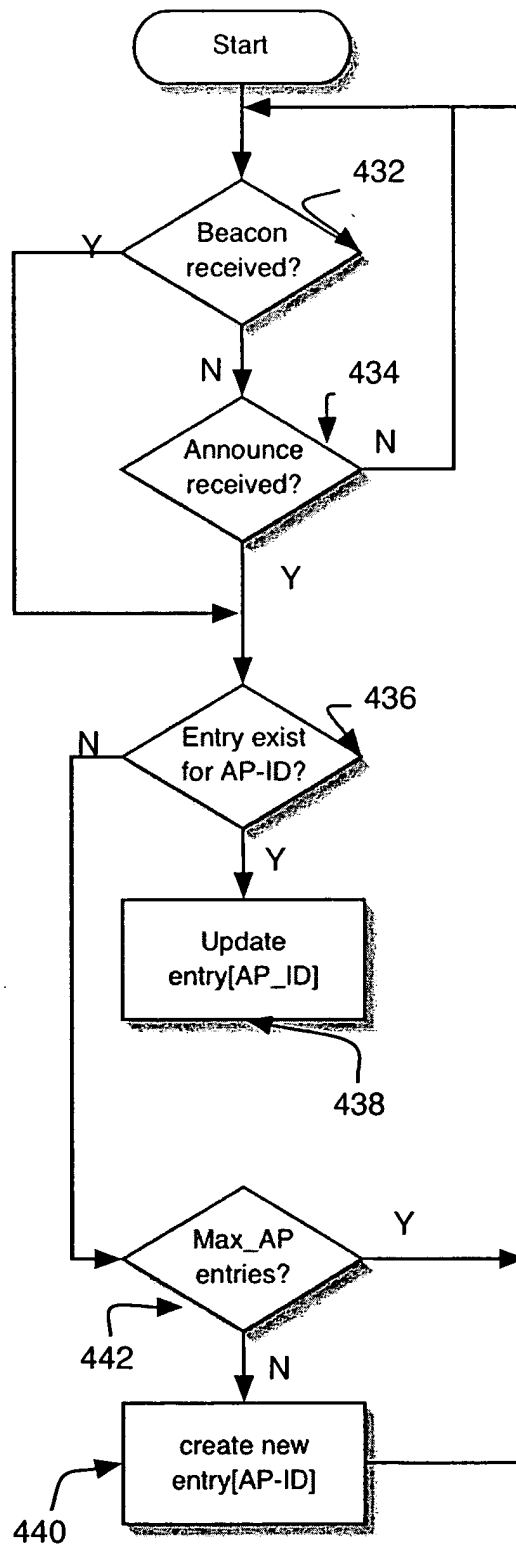 Start
432
Y
Beacon
received?
N
434
Announce
received?
N
Y
436
N
Entry exist
for AP-ID?
Y
Update
entry[AP_ID]
438
Max_AP
entries?
Y
442
N
create new
entry[AP-ID]
440